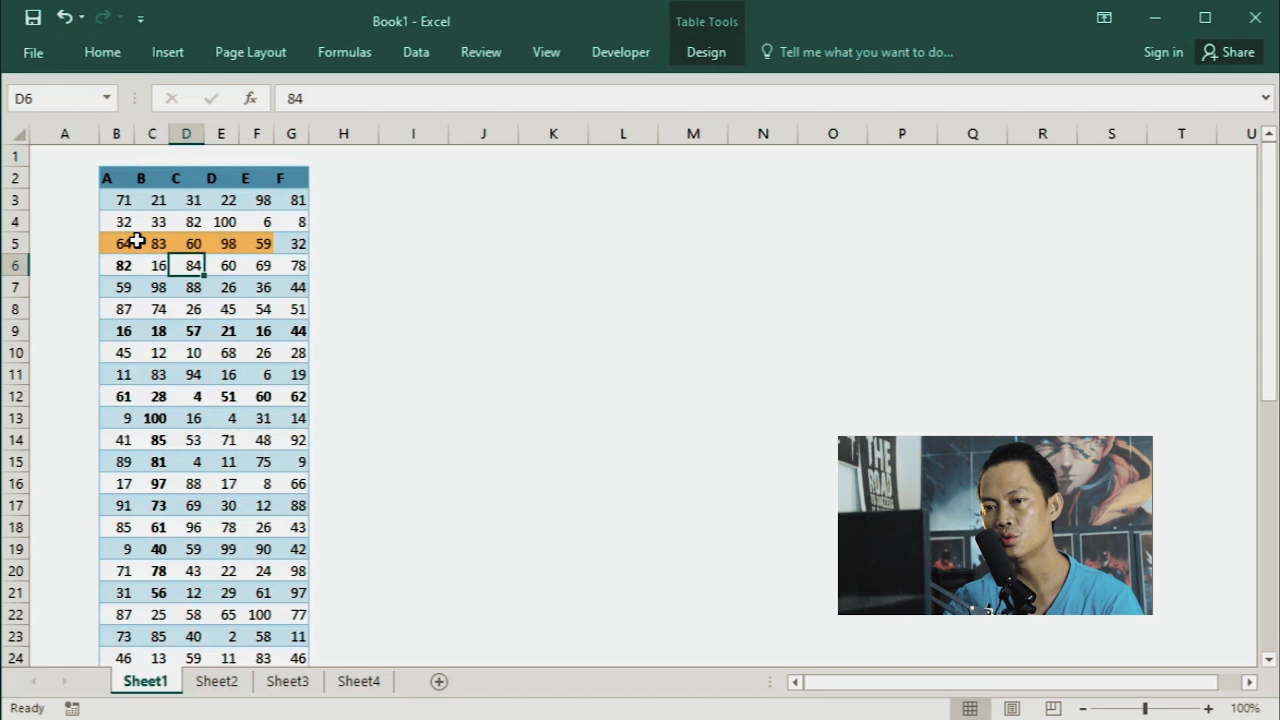 Book1 - Excel
Table Tools
File Home Insert Page Layout Formulas Data Review View Developer Design Tell me what you want to do... Sign in Share
D6 fx 84
A B C D E F G H I J K L M N O P Q R S T U
1
2 A B C D E F
3 71 21 31 22 98 81
4 32 33 82 100 6 8
5 64 83 60 98 59 32
6 82 16 84 60 69 78
7 59 98 88 26 36 44
8 87 74 26 45 54 51
9 16 18 57 21 16 44
10 45 12 10 68 26 28
11 11 83 94 16 6 19
12 61 28 4 51 60 62
13 9 100 16 4 31 14
14 41 85 53 71 48 92
15 89 81 4 11 75 9
16 17 97 88 17 8 66
17 91 73 69 30 12 88
18 85 61 96 78 26 43
19 9 40 59 99 90 42
20 71 78 43 22 24 98
21 31 56 12 29 61 97
22 87 25 58 65 100 77
23 73 85 40 2 58 11
24 46 13 59 11 83 46
THE
ROAD
Sheet1 Sheet2 Sheet3 Sheet4
Ready 100%